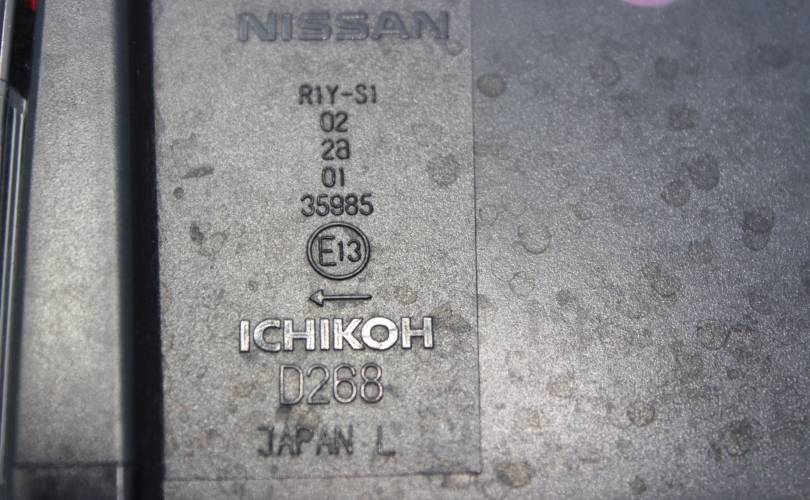 NISSAN
R1Y-S1
02
2a
01
35985
E13
ICHIKOH
D268
JAPAN L